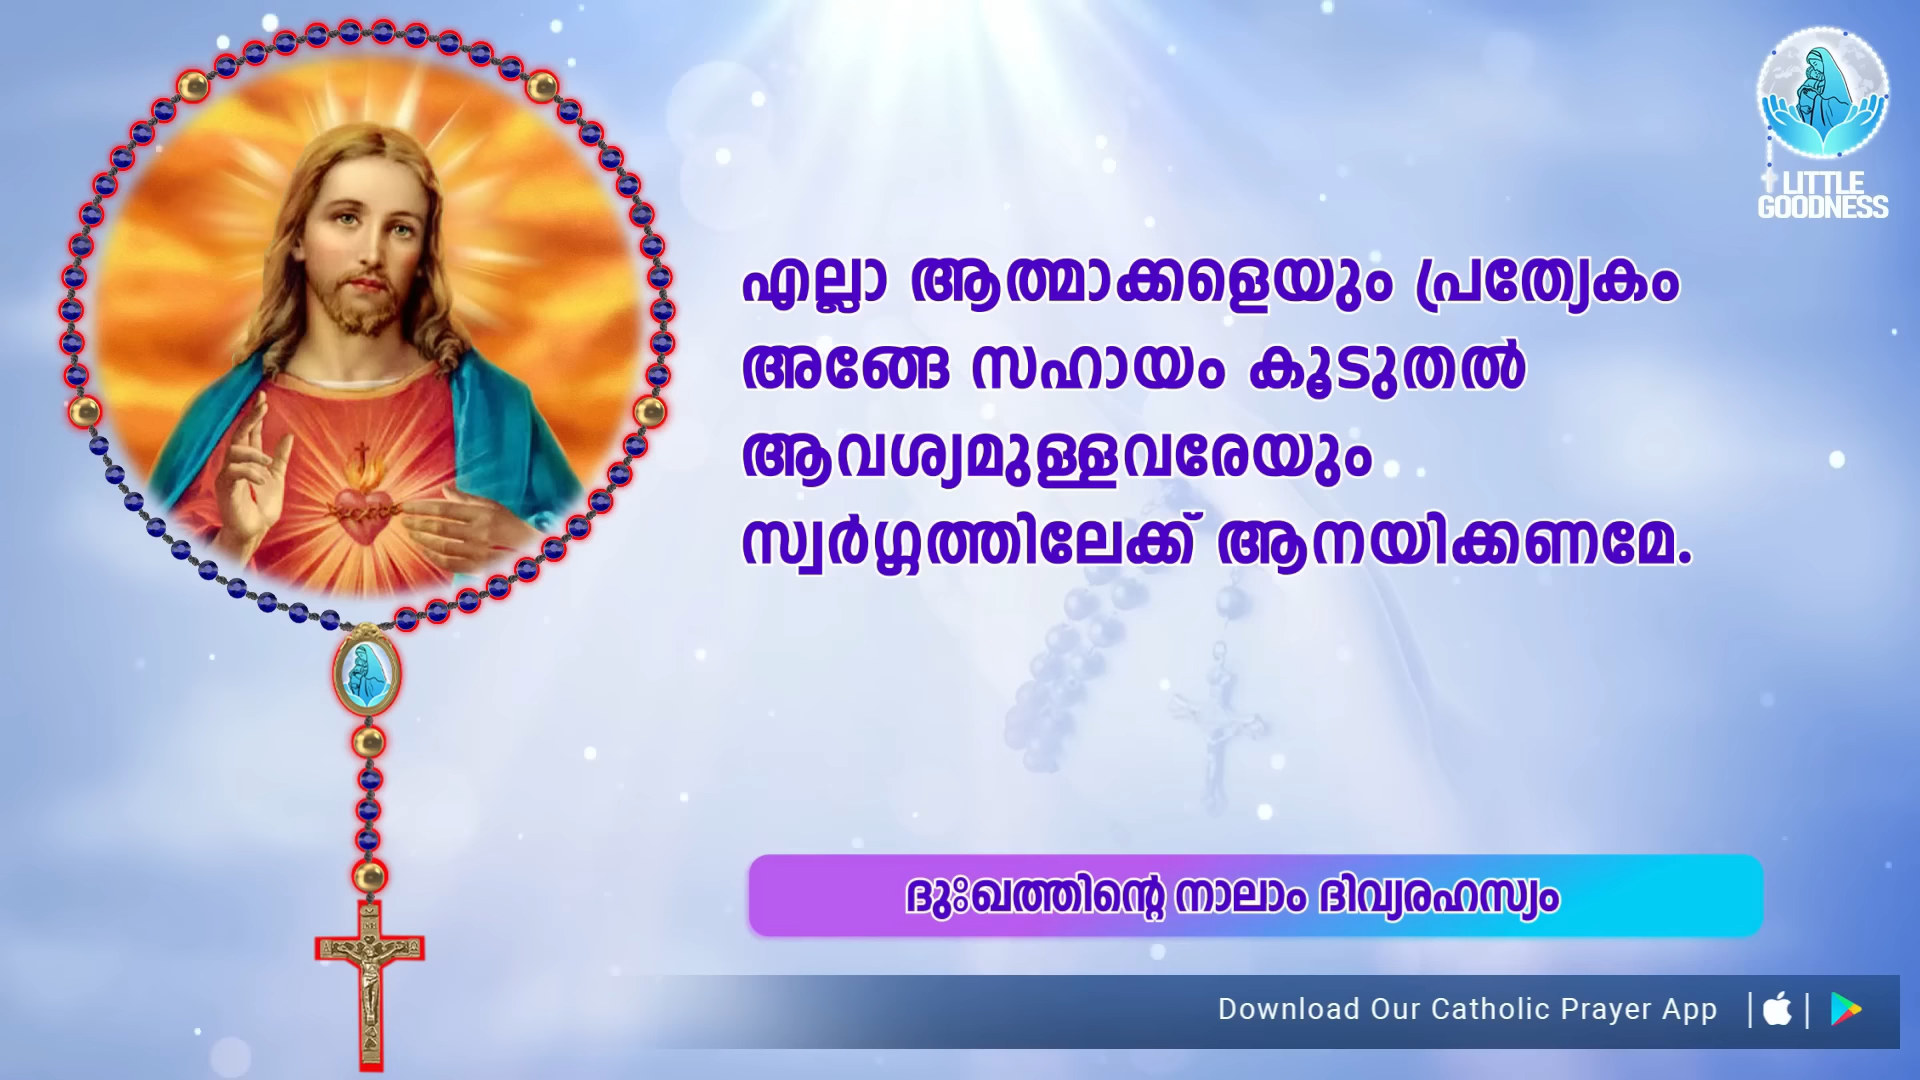 LITTLE
GOODNESS
എല്ലാ ആത്മാക്കളെയും പ്രത്യേകം
അങ്ങേ സഹായം കൂടുതൽ
ആവശ്യമുള്ളവരേയും
സ്വർഗ്ഗത്തിലേക്ക് ആനയിക്കണമേ.
ദുഃഖത്തിന്റെ നാലാം ദിവ്യരഹസ്യം
Download Our Catholic Prayer App